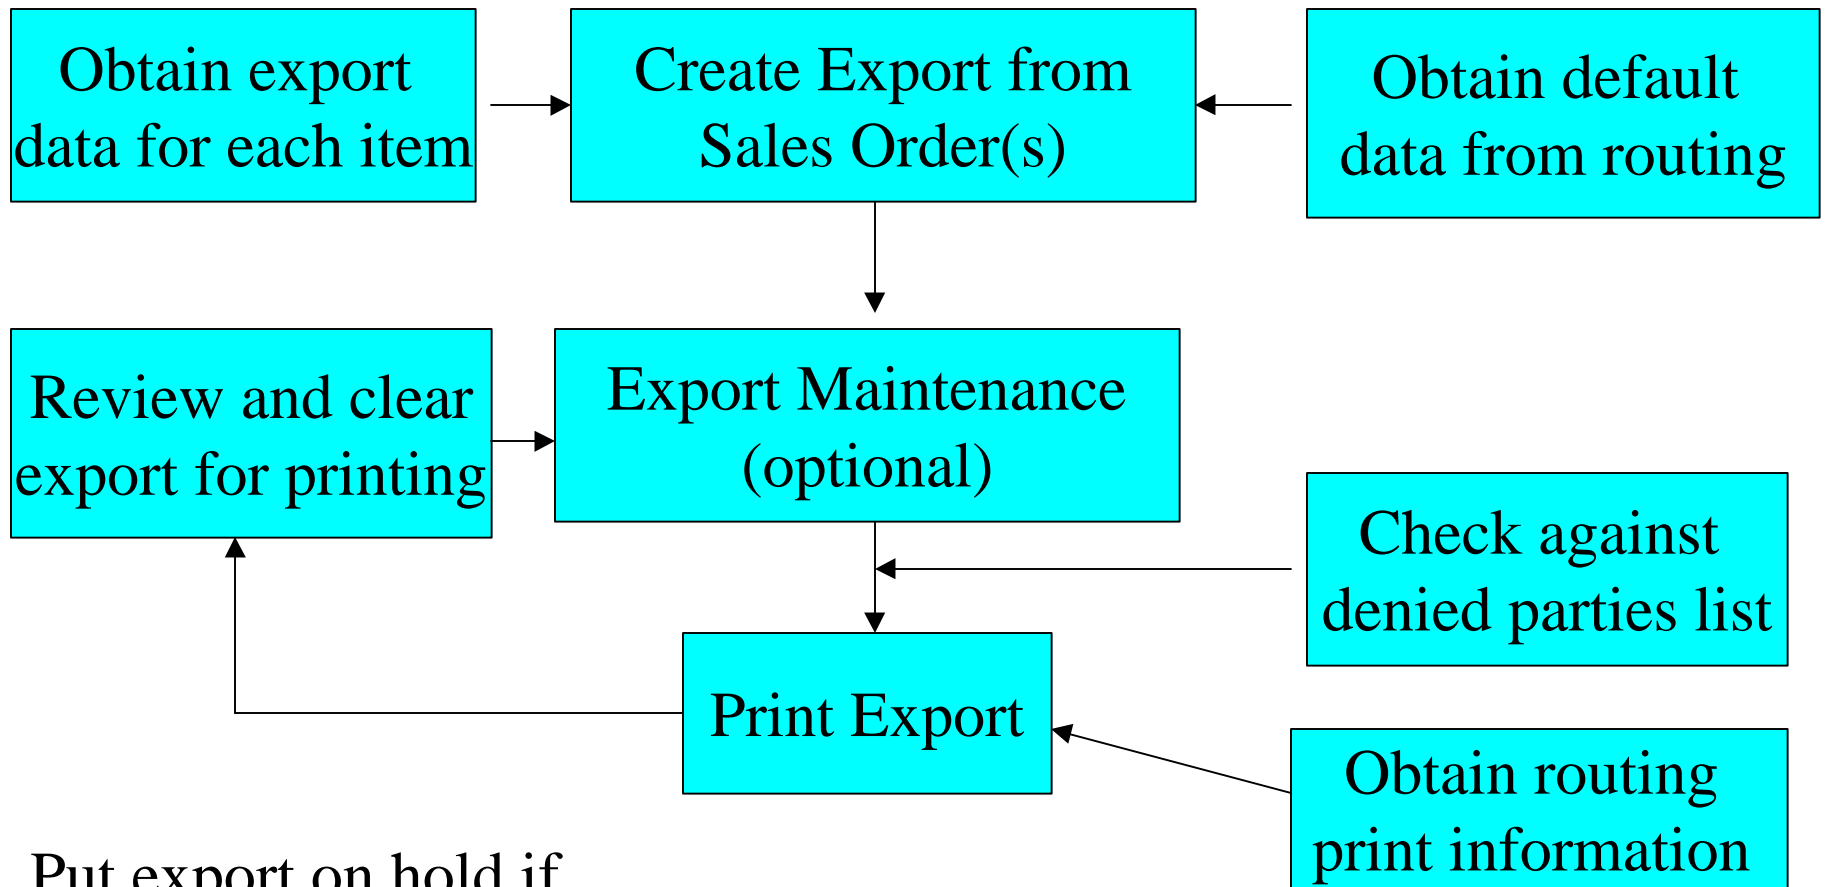 Obtain export
data for each item
Create Export from
Sales Order(s)
Obtain default
data from routing
Review and clear
export for printing
Export Maintenance
(optional)
Check against
denied parties list
Print Export
Obtain routing
print information
Put export on hold if